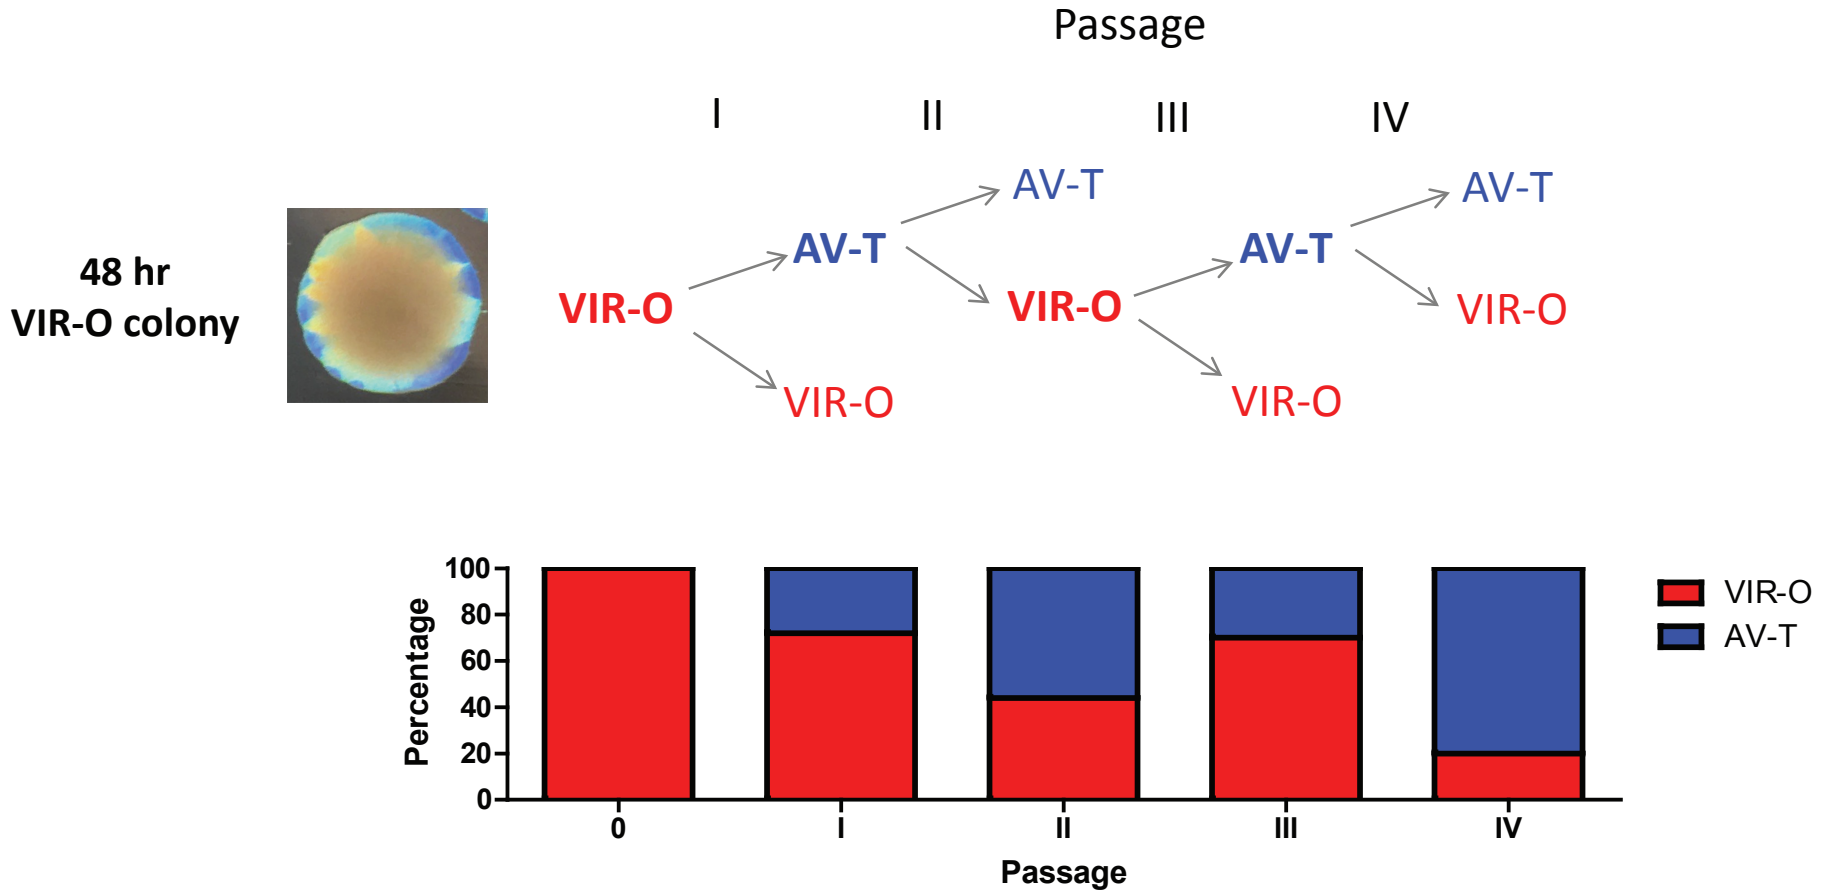 Passage
I II III IV
AV-T AV-T
48 hr
VIR-O colony
AV-T AV-T
VIR-O VIR-O VIR-O
VIR-O VIR-O
100
80
60
40
20
0
Percentage
0 I II III IV
Passage
VIR-O
AV-T